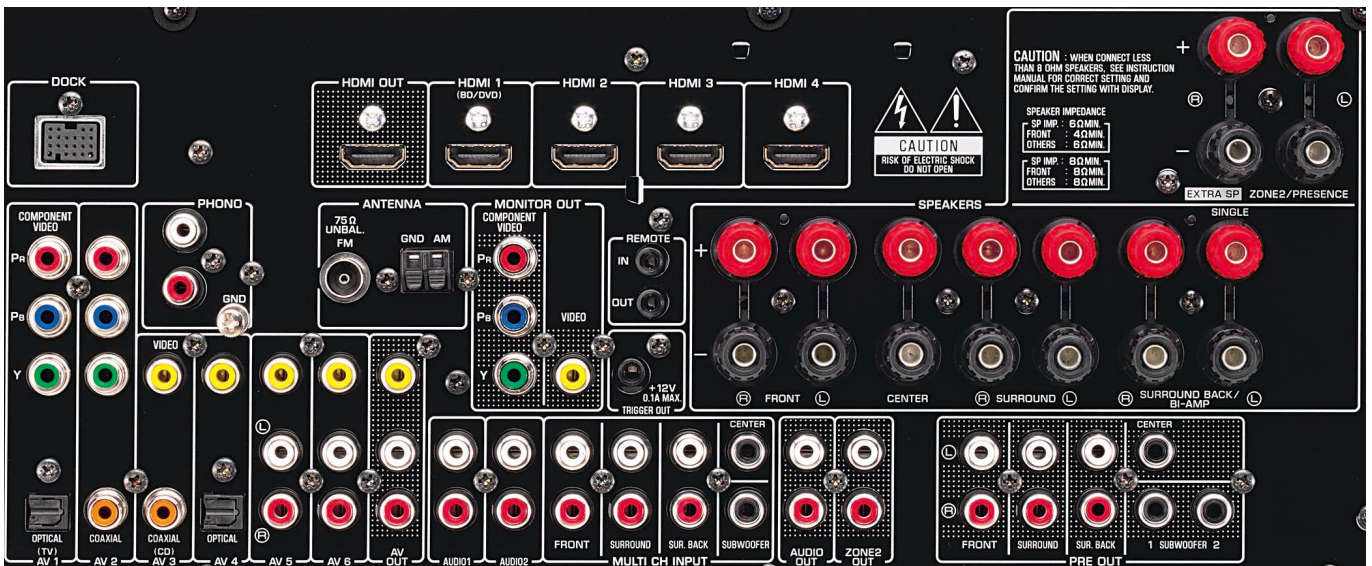 DOCK
HDMI OUT
HDMI 1
(BD/DVD)
HDMI 2
HDMI 3
HDMI 4
CAUTION
RISK OF ELECTRIC SHOCK
DO NOT OPEN
CAUTION : WHEN CONNECT LESS
THAN 8 OHM SPEAKERS, SEE INSTRUCTION
MANUAL FOR CORRECT SETTING AND
CONFIRM THE SETTING WITH DISPLAY.
SPEAKER IMPEDANCE
SP IMP. : 6ΩMIN.
FRONT : 4ΩMIN.
OTHERS : 6ΩMIN.
SP IMP. : 8ΩMIN.
FRONT : 8ΩMIN.
OTHERS : 8ΩMIN.
+
R
L
–
EXTRA SP ZONE2/PRESENCE
COMPONENT
VIDEO
PR
PB
Y
PHONO
GND
ANTENNA
75Ω
UNBAL.
FM
GND AM
MONITOR OUT
COMPONENT
VIDEO
PR
PB
Y
VIDEO
REMOTE
IN
OUT
+12V
0.1A MAX.
TRIGGER OUT
SPEAKERS
SINGLE
+
–
R FRONT L
CENTER
R SURROUND L
R SURROUND BACK/ L
BI-AMP
VIDEO
L
R
OPTICAL
(TV)
AV 1
COAXIAL
AV 2
COAXIAL
(CD)
AV 3
OPTICAL
AV 4
AV 5
AV 6
AV
OUT
AUDIO1
AUDIO2
FRONT
SURROUND
SUR. BACK
CENTER
SUBWOOFER
MULTI CH INPUT
AUDIO
OUT
ZONE2
OUT
L
R
FRONT
SURROUND
SUR. BACK
CENTER
1 SUBWOOFER 2
PRE OUT